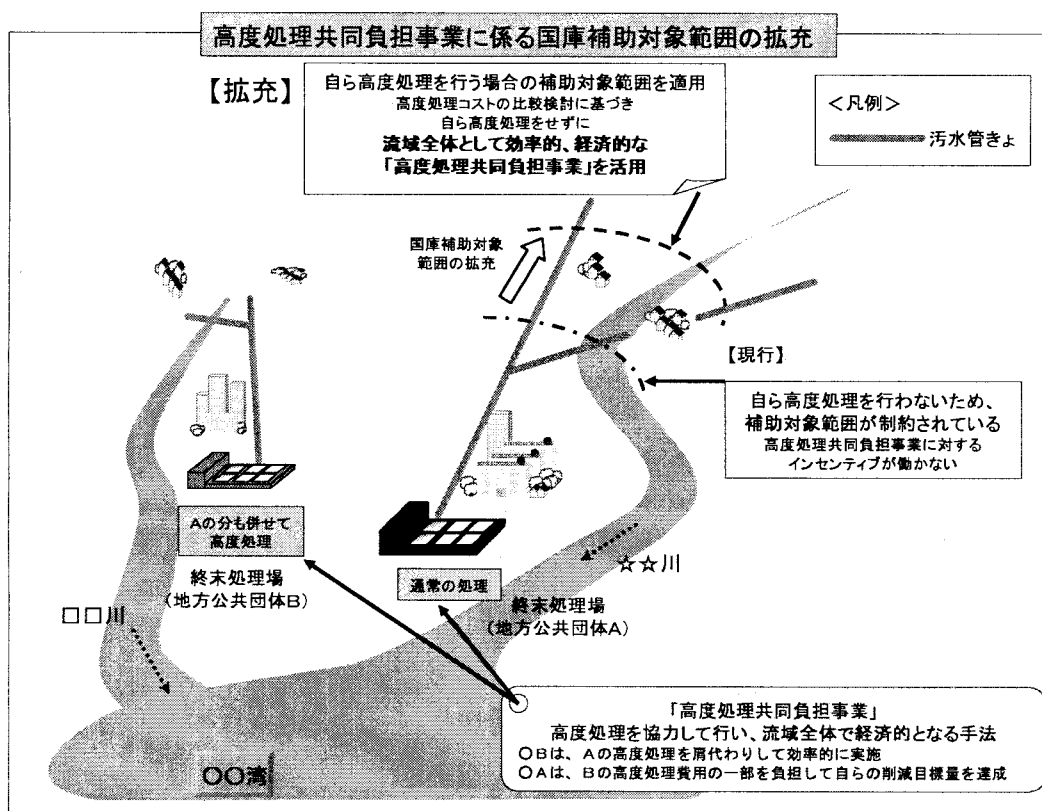 高度処理共同負担事業に係る国庫補助対象範囲の拡充
【拡充】
自ら高度処理を行う場合の補助対象範囲を適用
高度処理コストの比較検討に基づき
自ら高度処理をせずに
流域全体として効率的、経済的な
「高度処理共同負担事業」を活用
<凡例>
汚水管きょ
国庫補助対象
範囲の拡充
【現行】
自ら高度処理を行わないため、
補助対象範囲が制約されている
高度処理共同負担事業に対する
インセンティブが働かない
Aの分も併せて
高度処理
終末処理場
(地方公共団体B)
通常の処理
終末処理場
(地方公共団体A)
☆☆川
□□川
○○湾
「高度処理共同負担事業」
高度処理を協力して行い、流域全体で経済的となる手法
○Bは、Aの高度処理を肩代わりして効率的に実施
○Aは、Bの高度処理費用の一部を負担して自らの削減目標量を達成